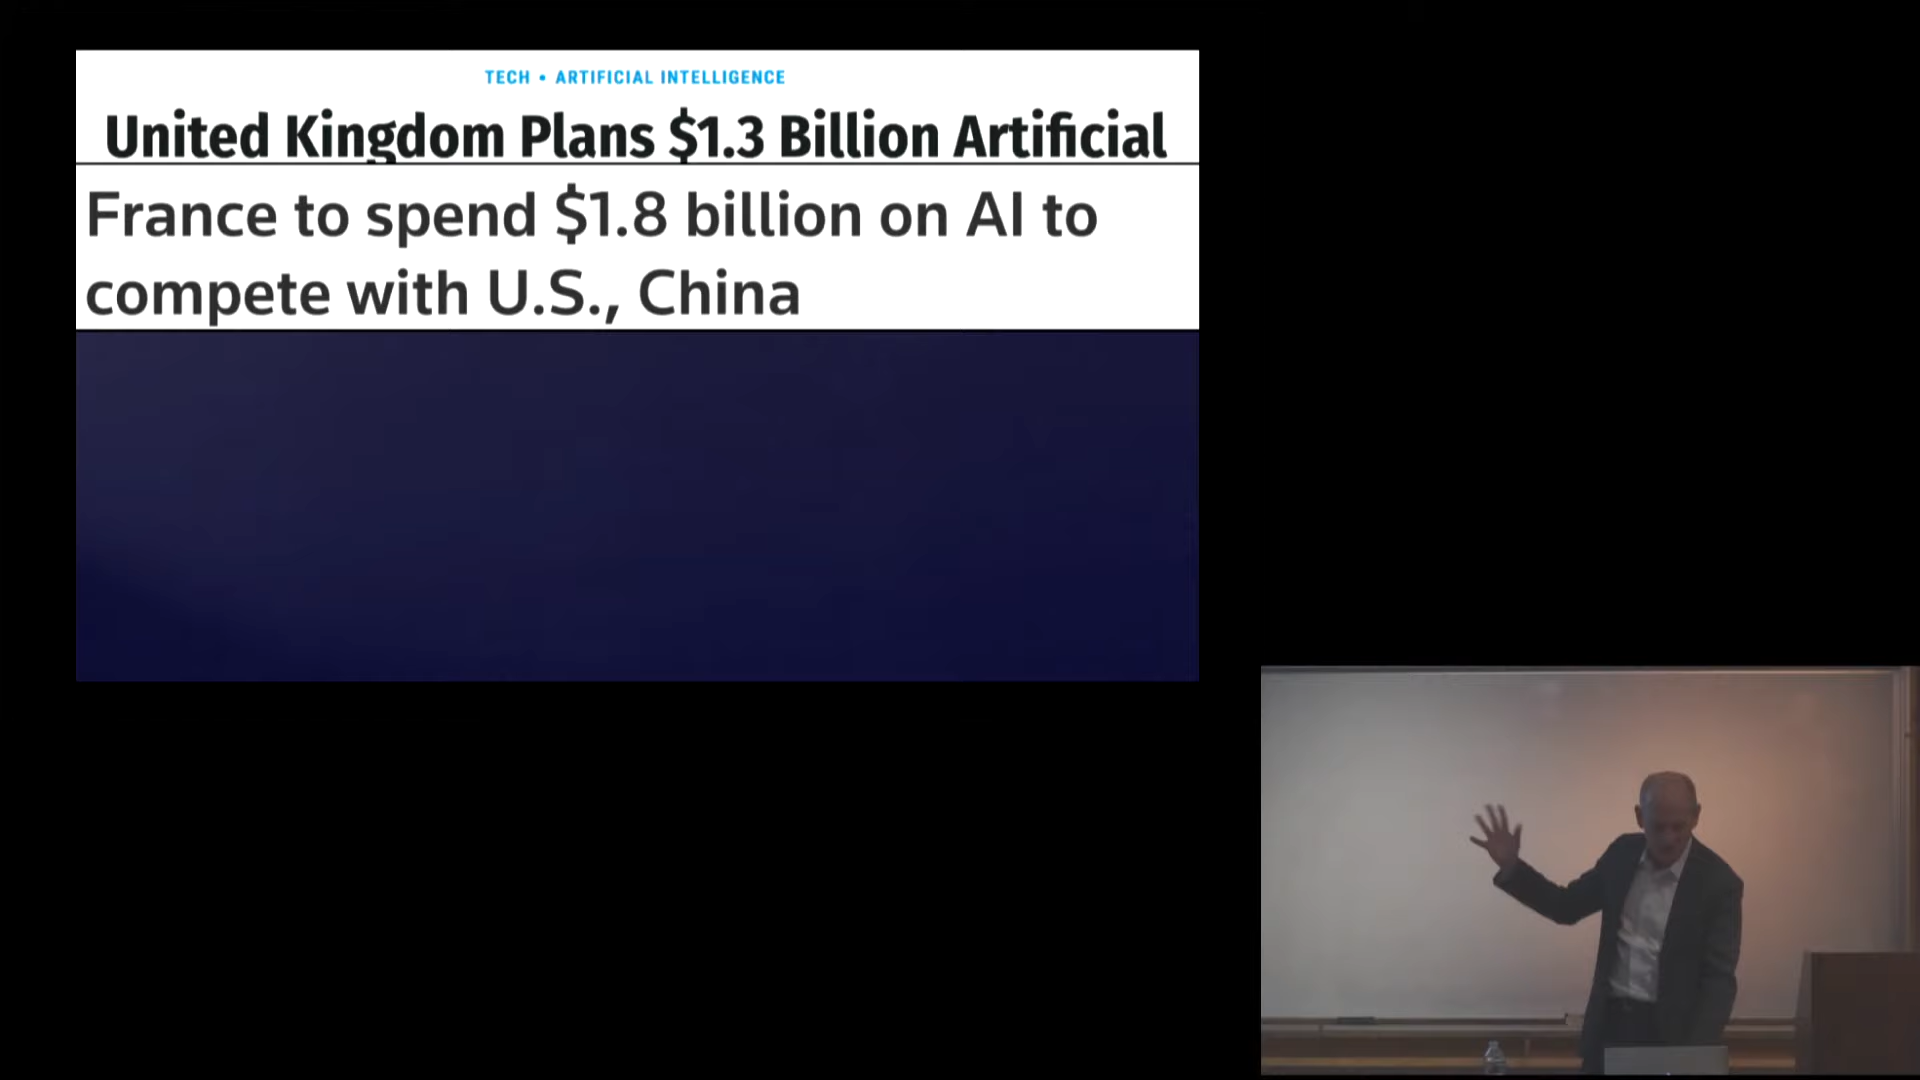 TECH • ARTIFICIAL INTELLIGENCE
United Kingdom Plans $1.3 Billion Artificial
France to spend $1.8 billion on AI to
compete with U.S., China